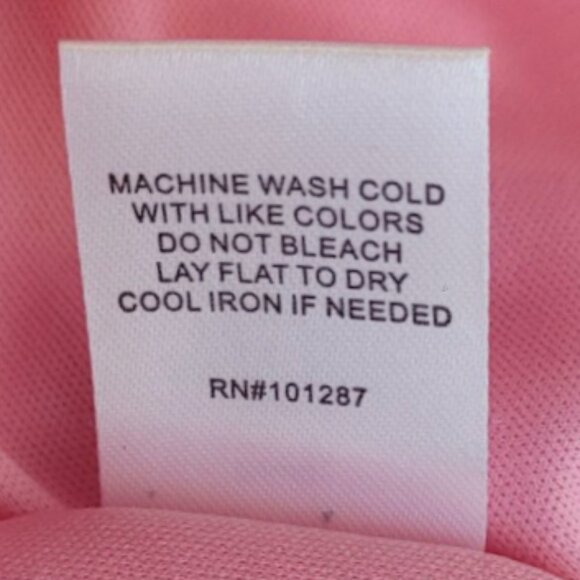 MACHINE WASH COLD
WITH LIKE COLORS
DO NOT BLEACH
LAY FLAT TO DRY
COOL IRON IF NEEDED
RN#101287